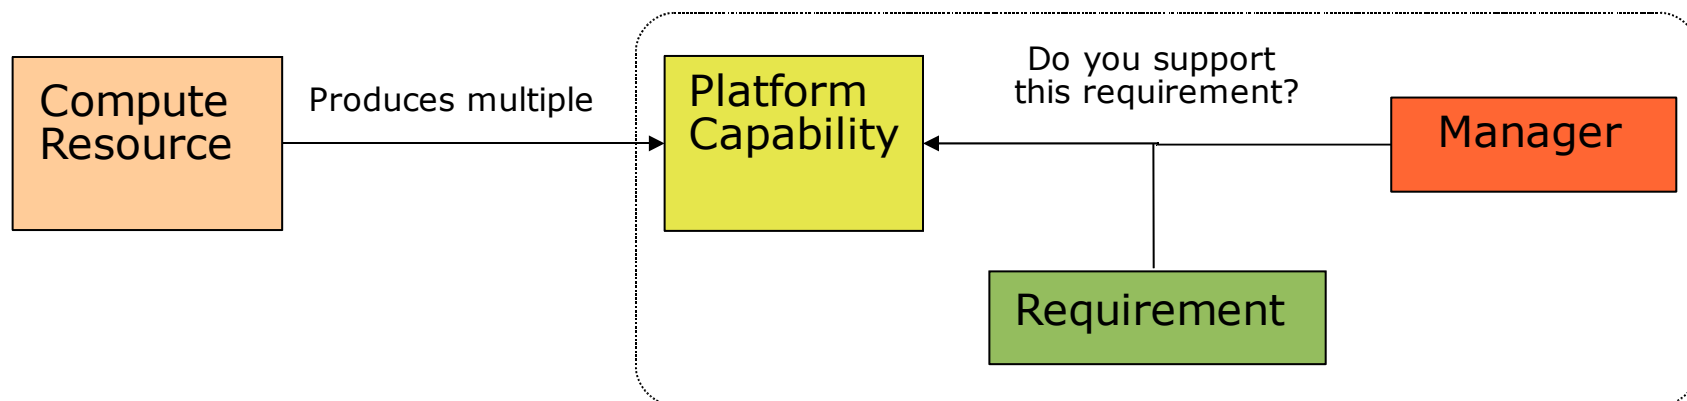 Compute
Resource
Produces multiple
Platform
Capability
Do you support
this requirement?
Manager
Requirement